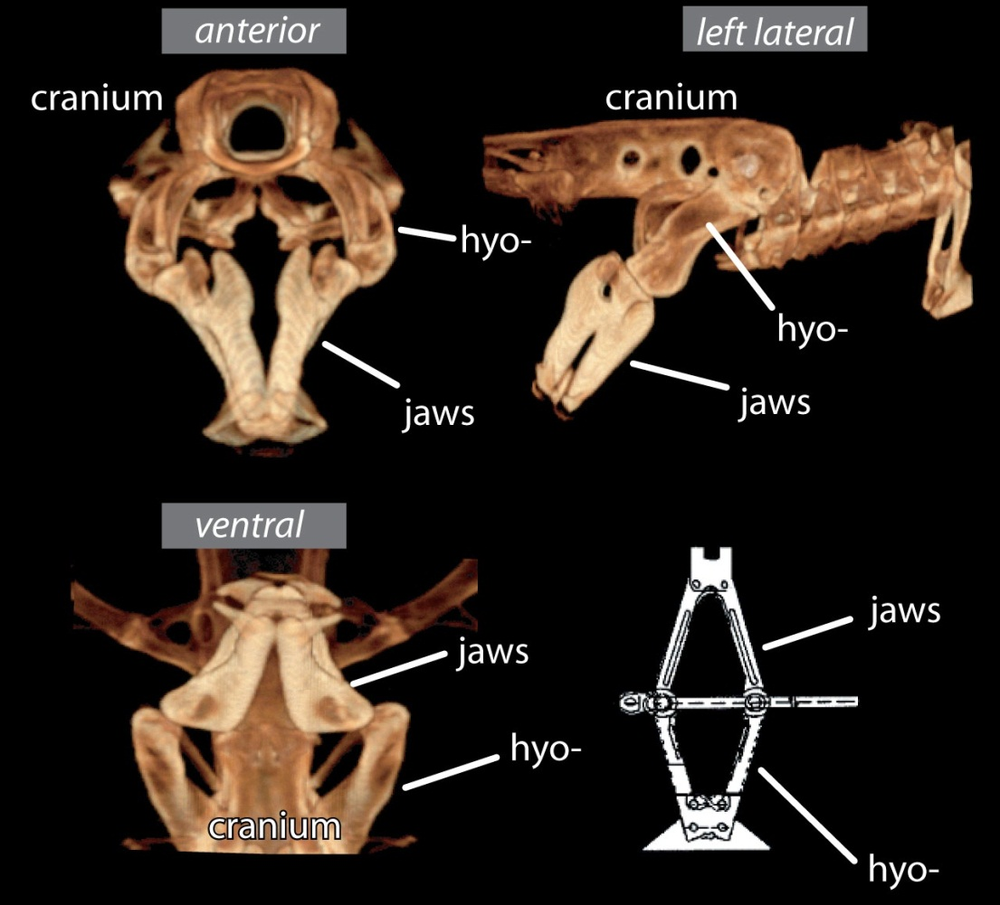 anterior
left lateral
cranium
cranium
hyo-
hyo-
jaws
jaws
ventral
jaws
jaws
hyo-
cranium
hyo-